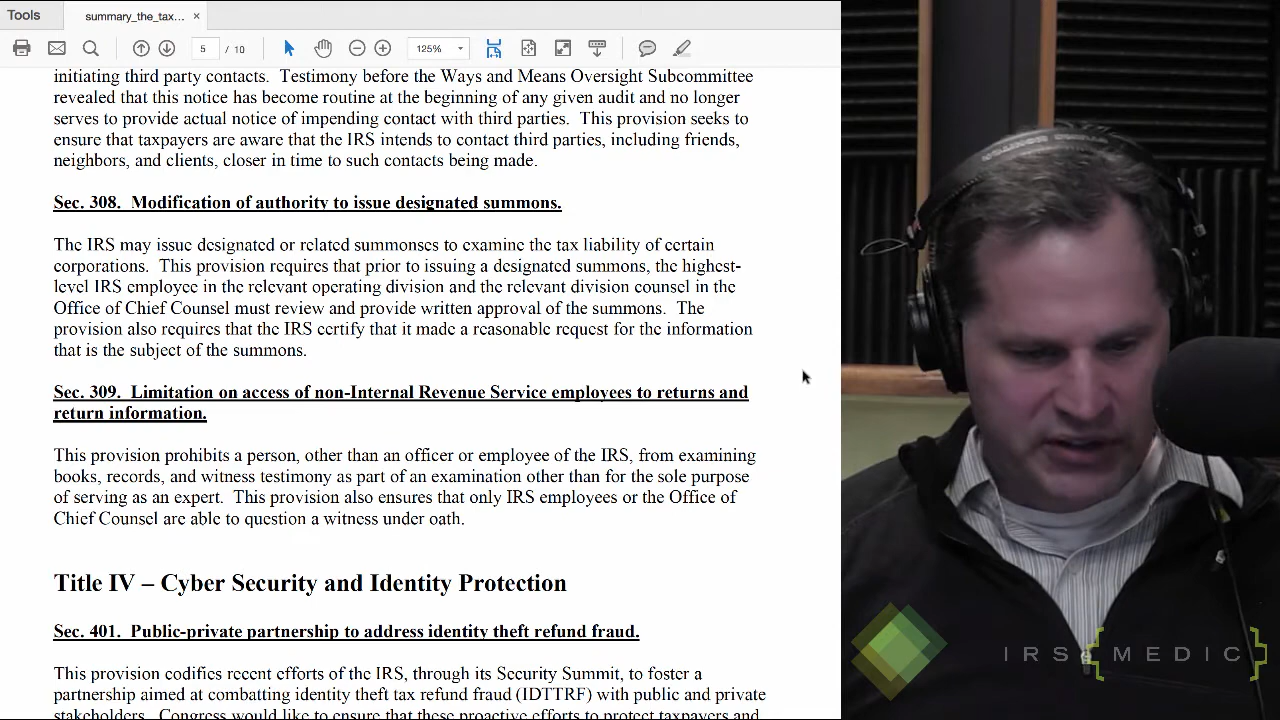 Tools
summary_the_tax... ×
5 / 10
125%
initiating third party contacts.  Testimony before the Ways and Means Oversight Subcommittee
revealed that this notice has become routine at the beginning of any given audit and no longer
serves to provide actual notice of impending contact with third parties.  This provision seeks to
ensure that taxpayers are aware that the IRS intends to contact third parties, including friends,
neighbors, and clients, closer in time to such contacts being made.
Sec. 308.  Modification of authority to issue designated summons.
The IRS may issue designated or related summonses to examine the tax liability of certain
corporations.  This provision requires that prior to issuing a designated summons, the highest-
level IRS employee in the relevant operating division and the relevant division counsel in the
Office of Chief Counsel must review and provide written approval of the summons.  The
provision also requires that the IRS certify that it made a reasonable request for the information
that is the subject of the summons.
Sec. 309.  Limitation on access of non-Internal Revenue Service employees to returns and
return information.
This provision prohibits a person, other than an officer or employee of the IRS, from examining
books, records, and witness testimony as part of an examination other than for the sole purpose
of serving as an expert.  This provision also ensures that only IRS employees or the Office of
Chief Counsel are able to question a witness under oath.
Title IV – Cyber Security and Identity Protection
Sec. 401.  Public-private partnership to address identity theft refund fraud.
This provision codifies recent efforts of the IRS, through its Security Summit, to foster a
partnership aimed at combatting identity theft tax refund fraud (IDTTRF) with public and private
stakeholders.  Congress would like to ensure that these proactive efforts to protect taxpayers and
IRS{MEDIC}